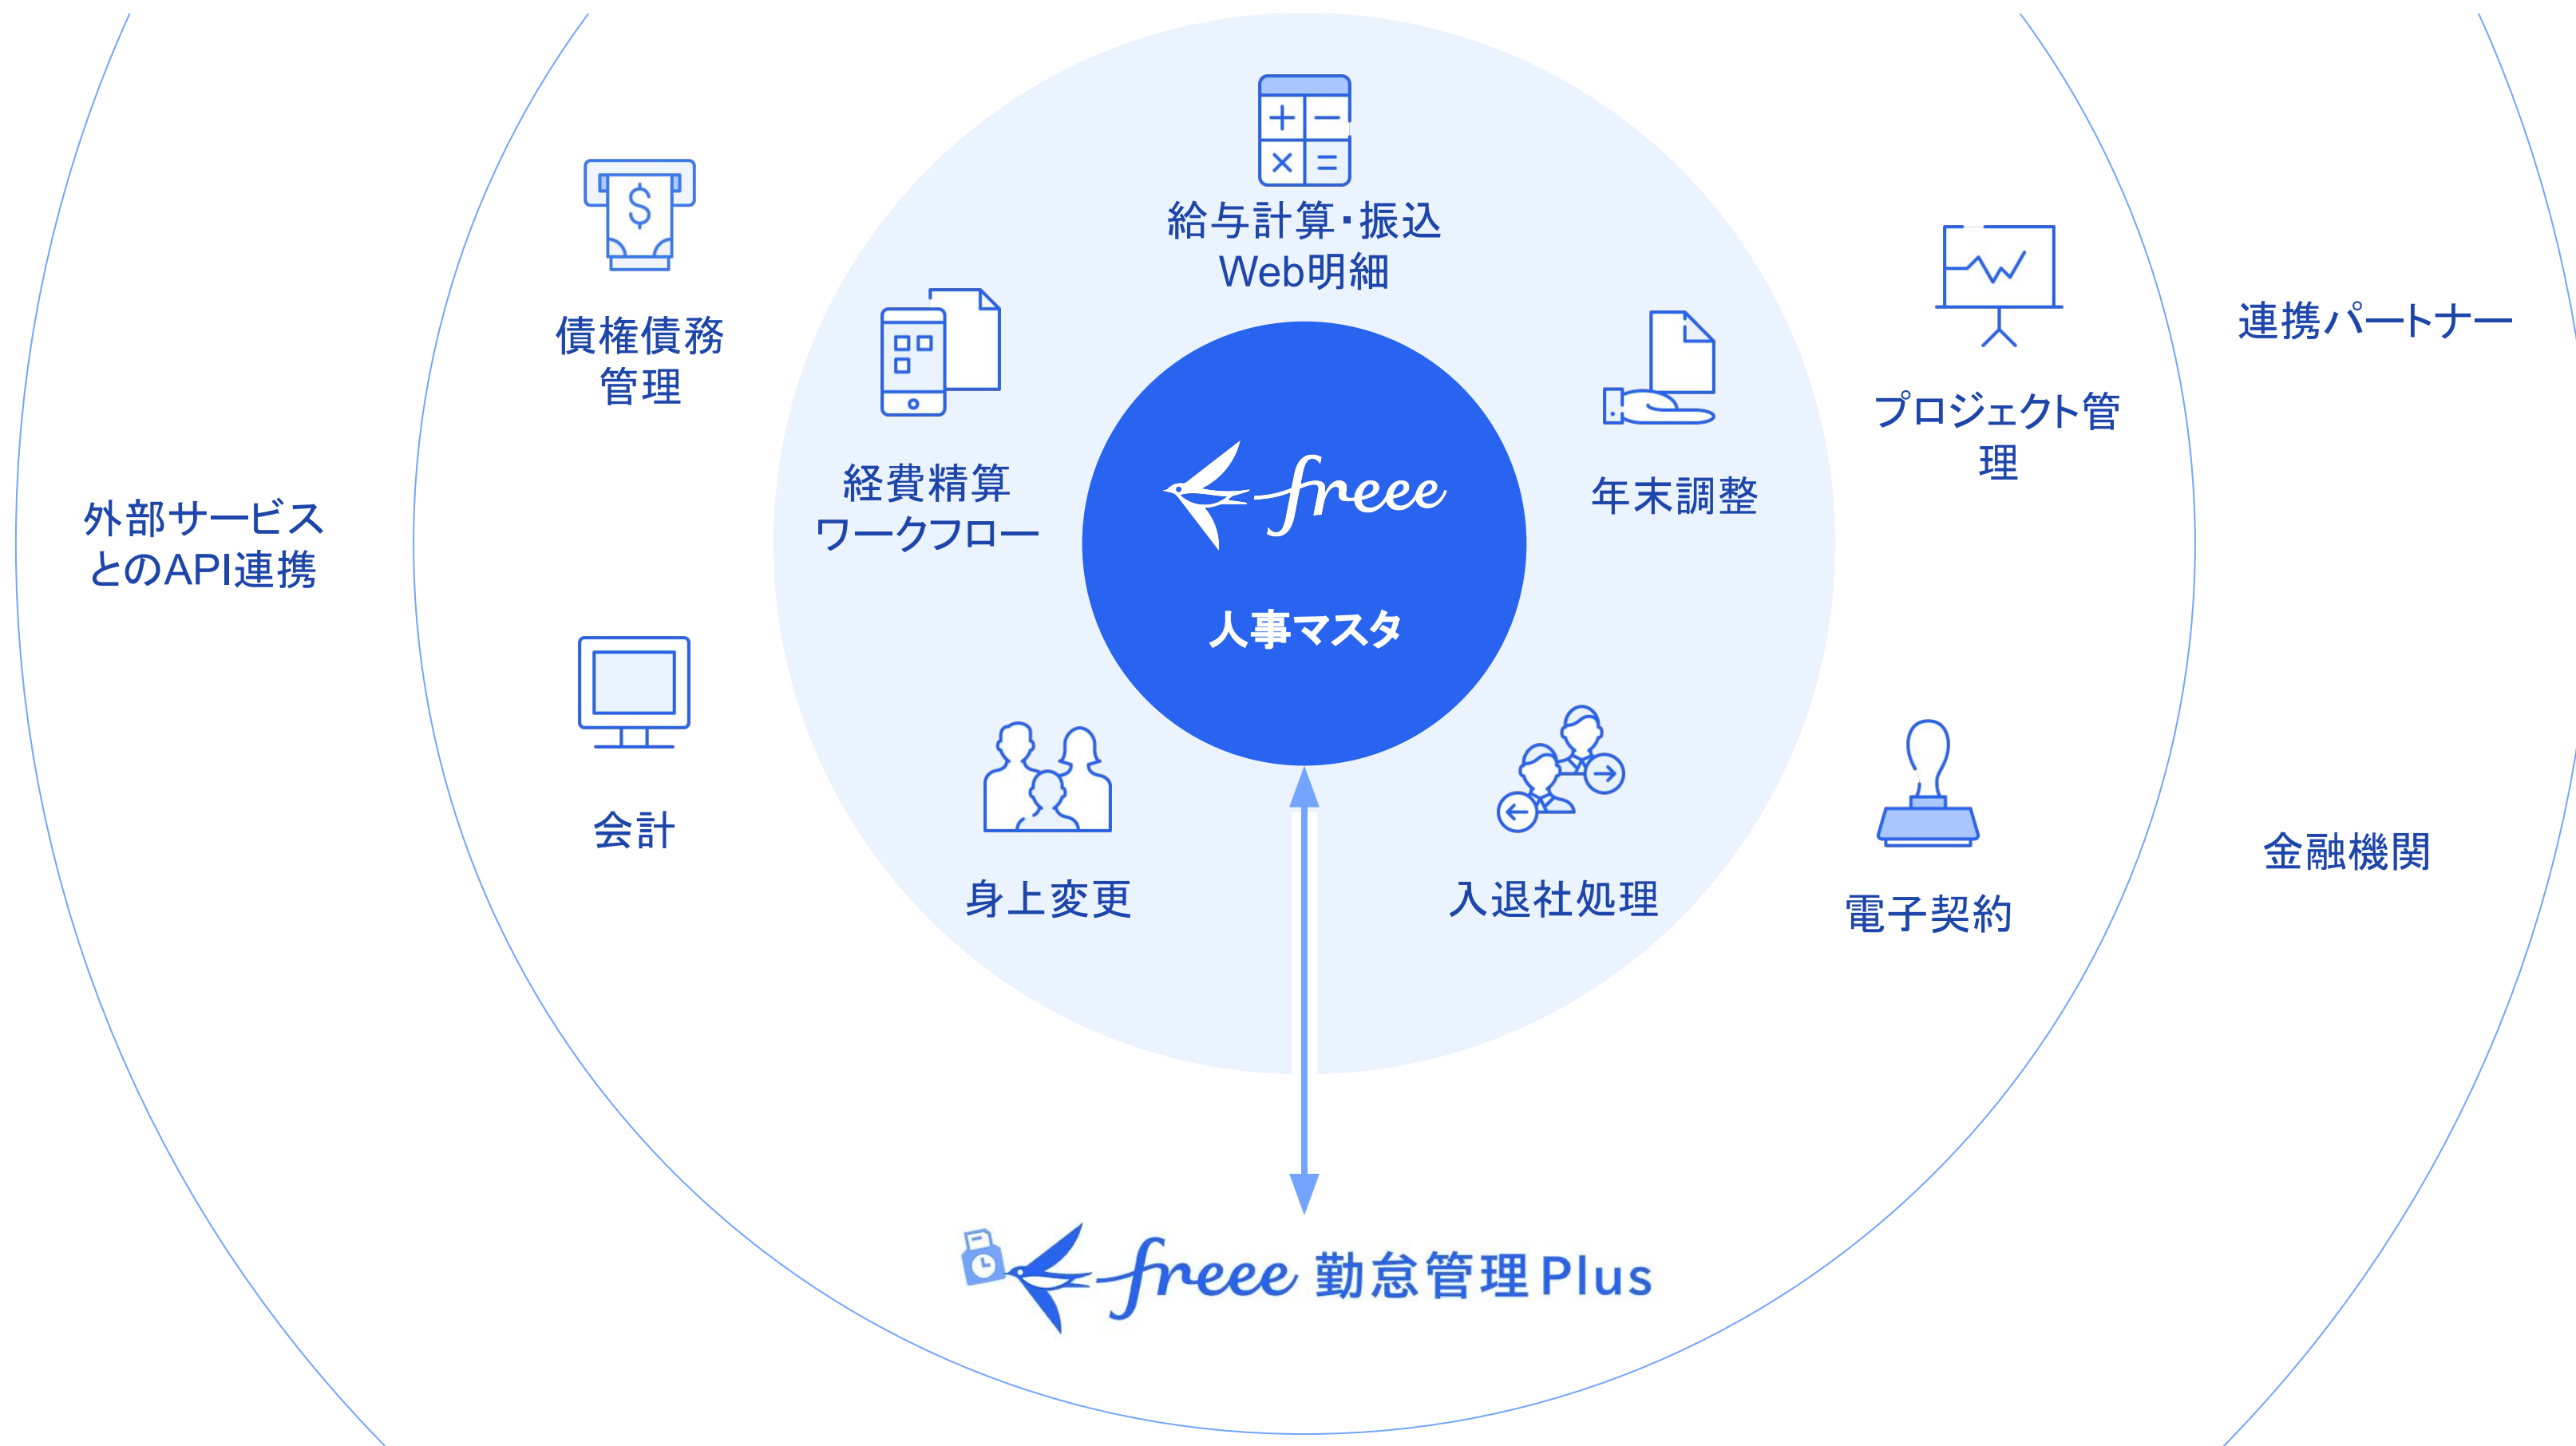 給与計算・振込
Web明細
債権債務
管理
連携パートナー
プロジェクト管
理
経費精算
ワークフロー
年末調整
freee
外部サービス
とのAPI連携
人事マスタ
会計
金融機関
身上変更
入退社処理
電子契約
freee 勤怠管理 Plus